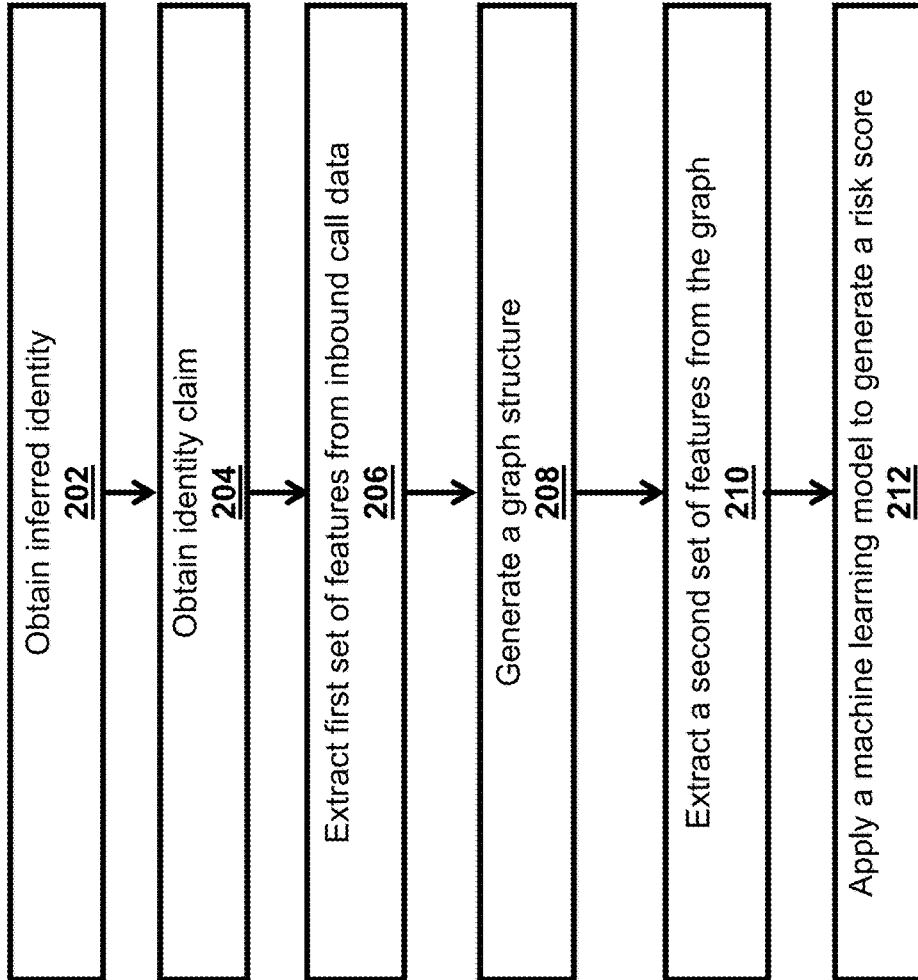 Obtain inferred identity
202
Obtain identity claim
204
Extract first set of features from inbound call data
206
Generate a graph structure
208
Extract a second set of features from the graph
210
Apply a machine learning model to generate a risk score
212